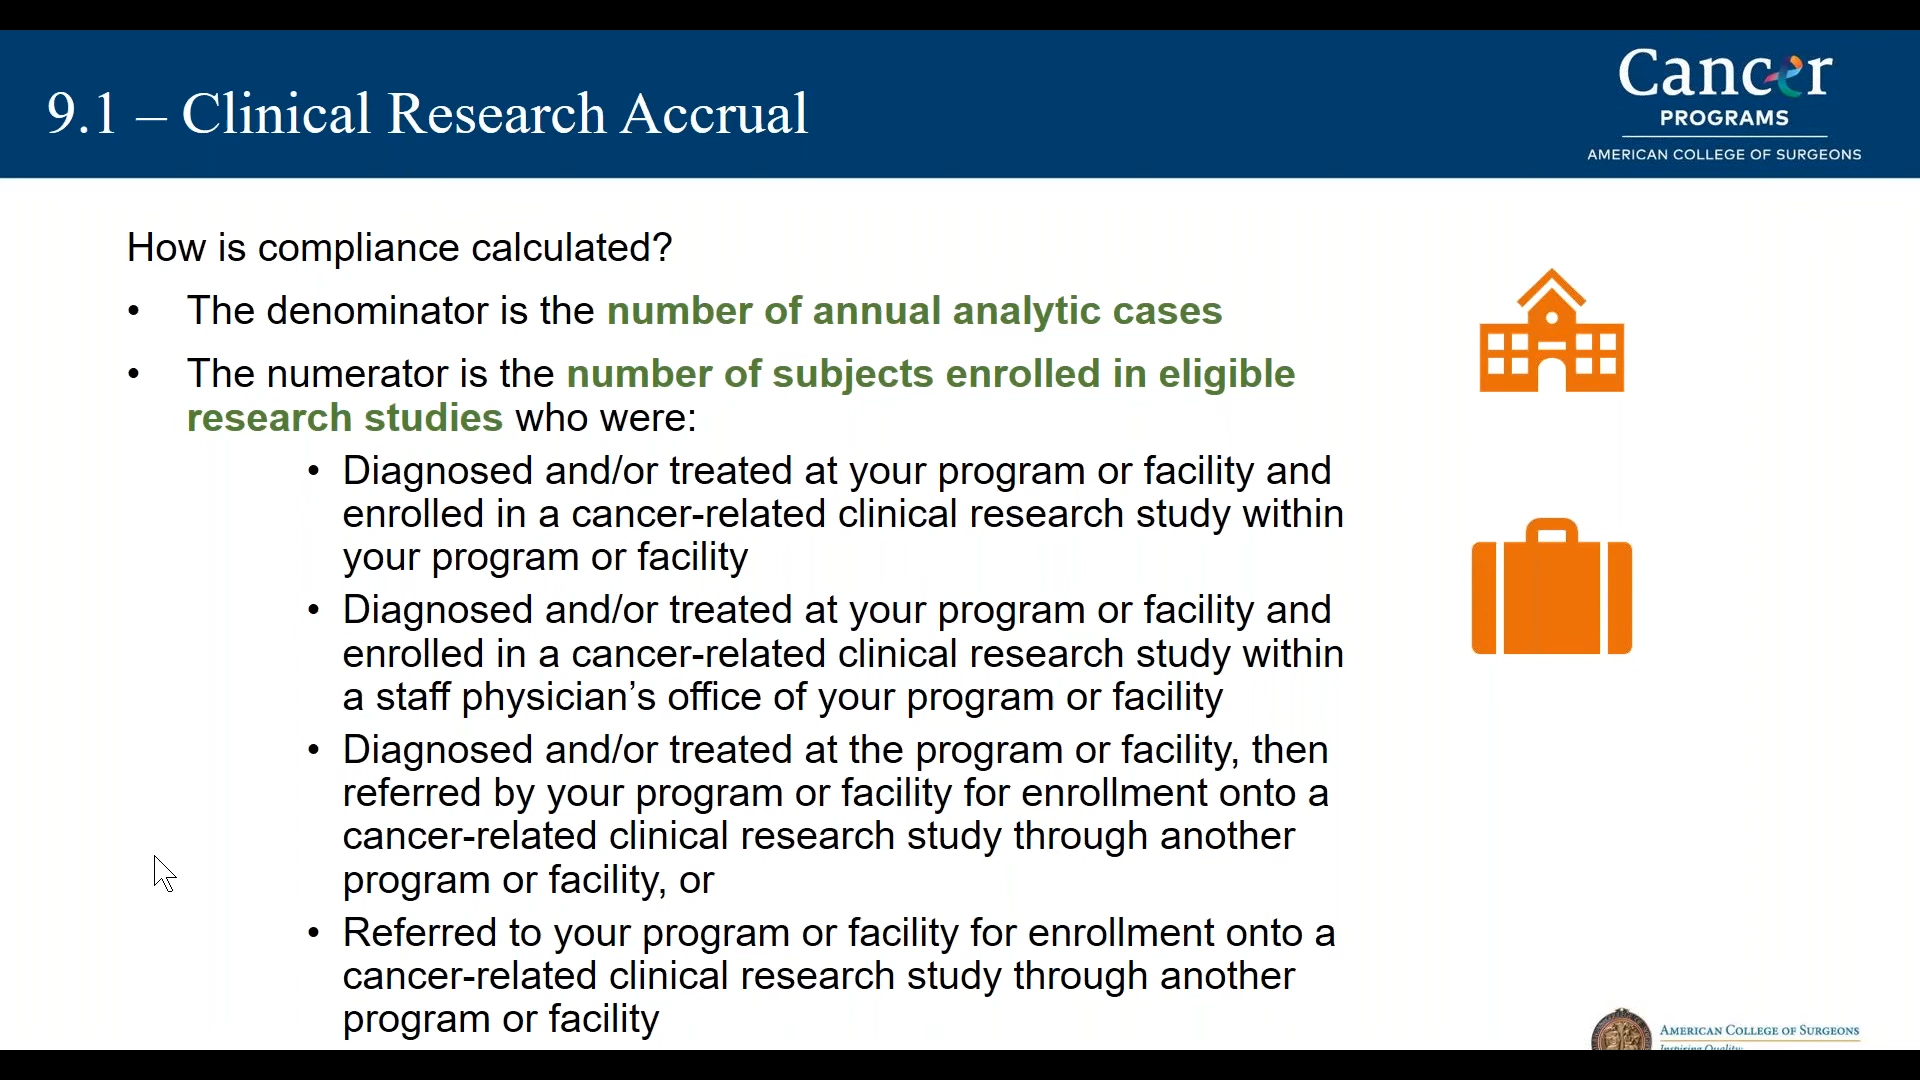 9.1 – Clinical Research Accrual
Cancer
PROGRAMS
AMERICAN COLLEGE OF SURGEONS
How is compliance calculated?
• The denominator is the number of annual analytic cases
• The numerator is the number of subjects enrolled in eligible
research studies who were:
• Diagnosed and/or treated at your program or facility and
enrolled in a cancer-related clinical research study within
your program or facility
• Diagnosed and/or treated at your program or facility and
enrolled in a cancer-related clinical research study within
a staff physician’s office of your program or facility
• Diagnosed and/or treated at the program or facility, then
referred by your program or facility for enrollment onto a
cancer-related clinical research study through another
program or facility, or
• Referred to your program or facility for enrollment onto a
cancer-related clinical research study through another
program or facility
AMERICAN COLLEGE OF SURGEONS
Inspiring Quality: